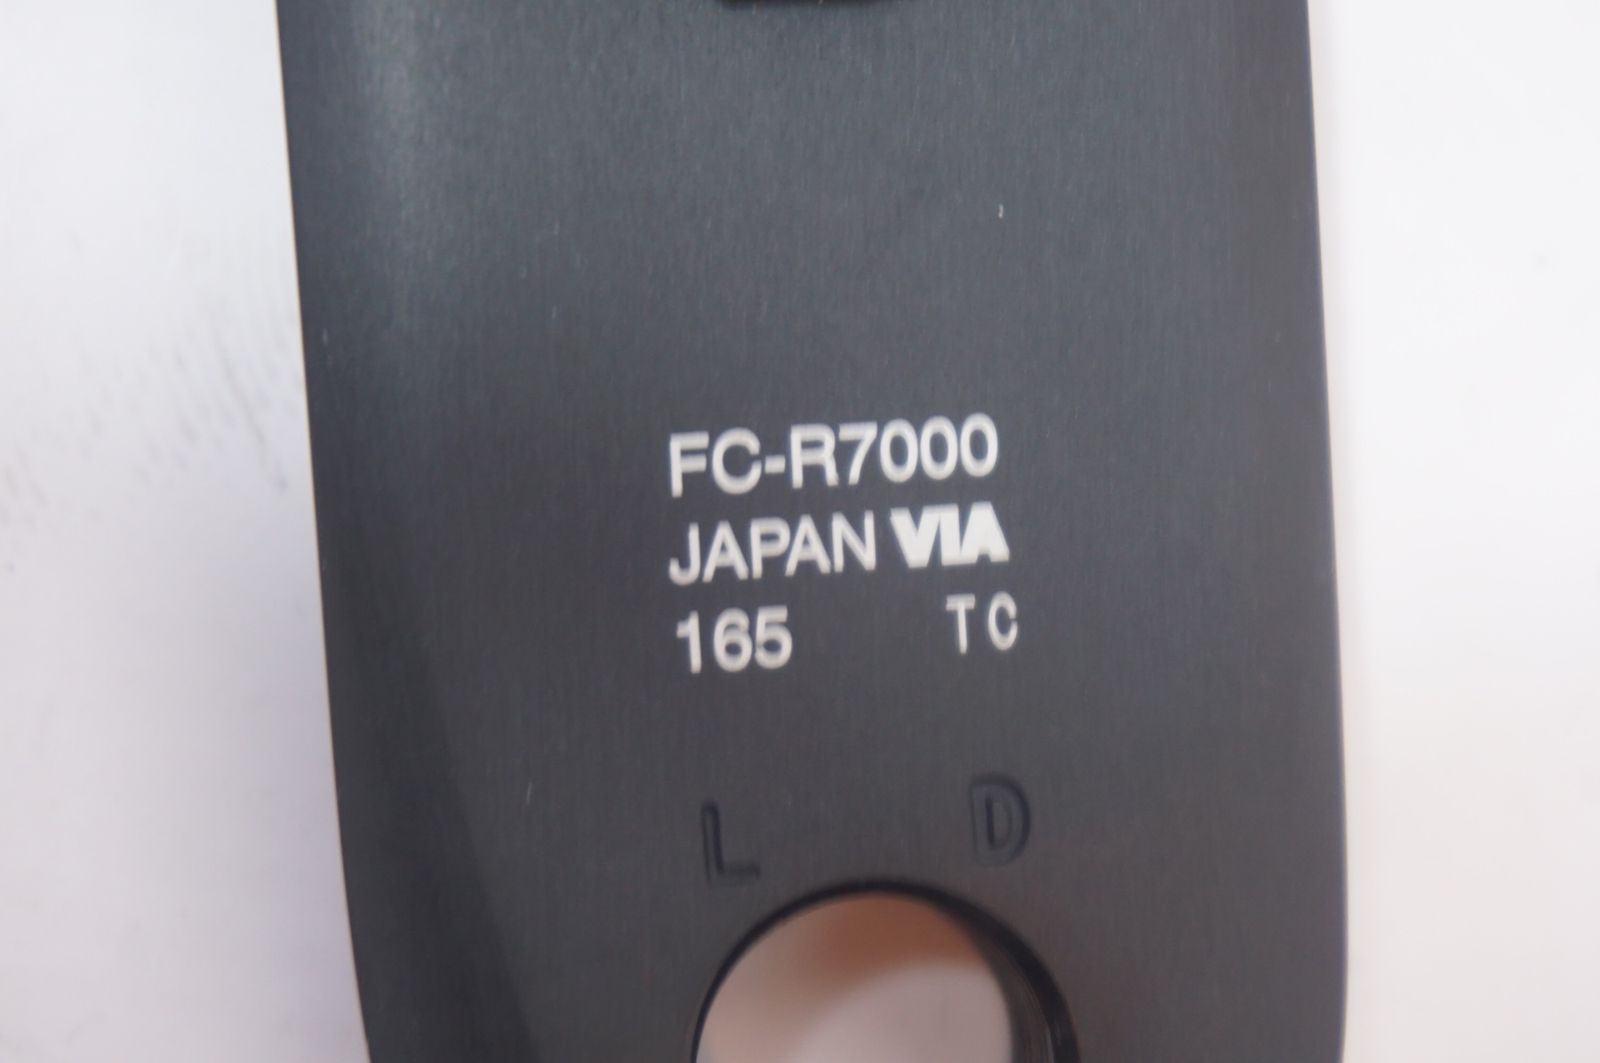 FC-R7000
JAPAN VIA
165 TC
L D